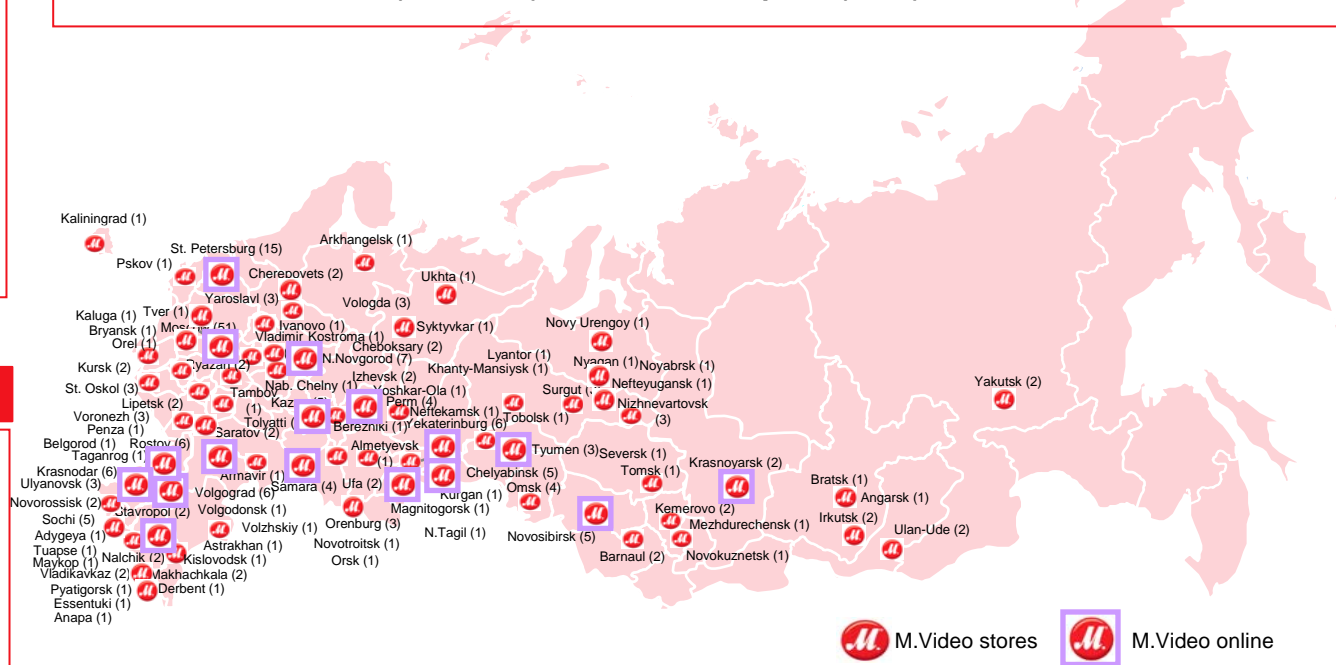 Kaliningrad (1)
St. Petersburg (15)
Arkhangelsk (1)
Pskov (1)
Cherepovets (2)
Ukhta (1)
Yaroslavl (3)
Vologda (3)
Kaluga (1)
Tver (1)
Bryansk (1)
Moscow (51)
Ivanovo (1)
Syktyvkar (1)
Novy Urengoy (1)
Orel (1)
Vladimir
Kostroma (1)
Cheboksary (2)
N.Novgorod (7)
Lyantor (1)
Kursk (2)
Ryazan (2)
Izhevsk (2)
Khanty-Mansiysk (1)
Nyagan (1)
Noyabrsk (1)
St. Oskol (3)
Nab. Chelny (1)
Yoshkar-Ola (1)
Surgut
Nefteyugansk (1)
Yakutsk (2)
Lipetsk (2)
Tambov
(1)
Perm (4)
Nizhnevartovsk
(3)
Voronezh (3)
Tolyatti
Neftekamsk (1)
Tobolsk (1)
Penza (1)
Saratov (2)
Berezniki (1)
Yekaterinburg (6)
Belgorod (1)
Rostov (6)
Almetyevsk
(1)
Tyumen (3)
Seversk (1)
Taganrog (1)
Krasnoyarsk (2)
Krasnodar (6)
Armavir (1)
Chelyabinsk (5)
Tomsk (1)
Bratsk (1)
Ulyanovsk (3)
Samara (4)
Ufa (2)
Kurgan (1)
Omsk (4)
Angarsk (1)
Novorossisk (2)
Volgograd (6)
Magnitogorsk (1)
Kemerovo (2)
Irkutsk (2)
Stavropol (2)
Volgodonsk (1)
Orenburg (3)
Mezhdurechensk (1)
Ulan-Ude (2)
Sochi (5)
Volzhskiy (1)
N.Tagil (1)
Novosibirsk (5)
Adygeya (1)
Astrakhan (1)
Novotroitsk (1)
Barnaul (2)
Novokuznetsk (1)
Tuapse (1)
Nalchik (2)
Kislovodsk (1)
Orsk (1)
Maykop (1)
Vladikavkaz (2)
Makhachkala (2)
Pyatigorsk (1)
Derbent (1)
Essentuki (1)
Anapa (1)
M.Video stores
M.Video online